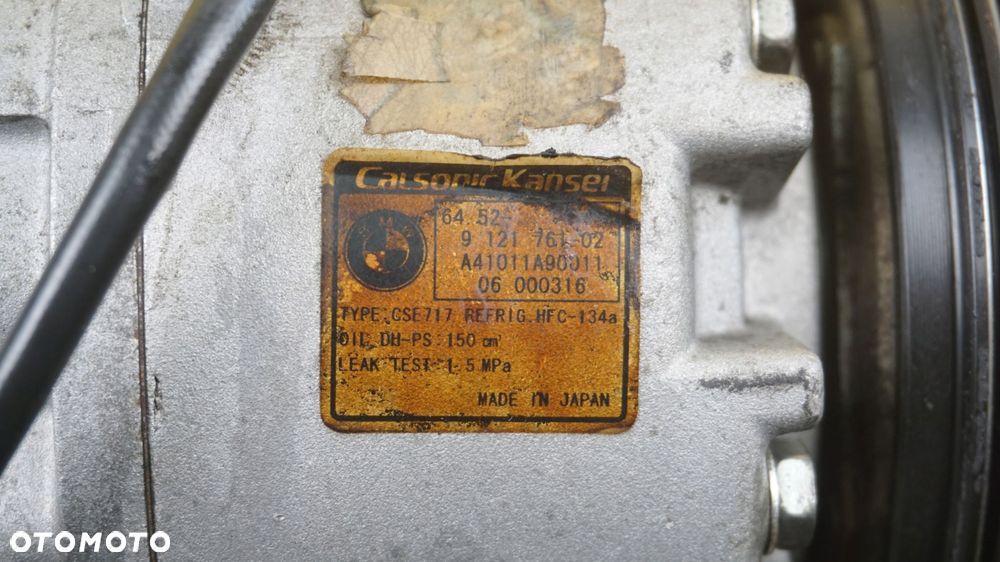 Calsonic Kansei
BMW
64 52-
9 121 761-02
A41011A90011
06 000316
TYPE CSE717 REFRIG.HFC-134a
OIL DH-PS 150 cm³
LEAK TEST 1.5 MPa
MADE IN JAPAN
OTOMOTO